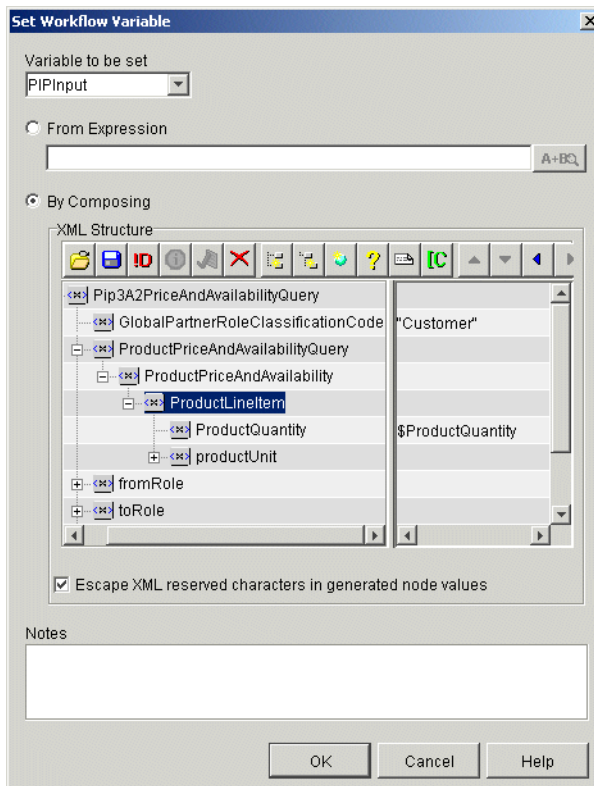 Set Workflow Variable
Variable to be set
PIPInput
From Expression
A+B
By Composing
XML Structure
!D
?
[C
Pip3A2PriceAndAvailabilityQuery
GlobalPartnerRoleClassificationCode "Customer"
ProductPriceAndAvailabilityQuery
ProductPriceAndAvailability
ProductLineItem
ProductQuantity $ProductQuantity
productUnit
fromRole
toRole
Escape XML reserved characters in generated node values
Notes
OK Cancel Help